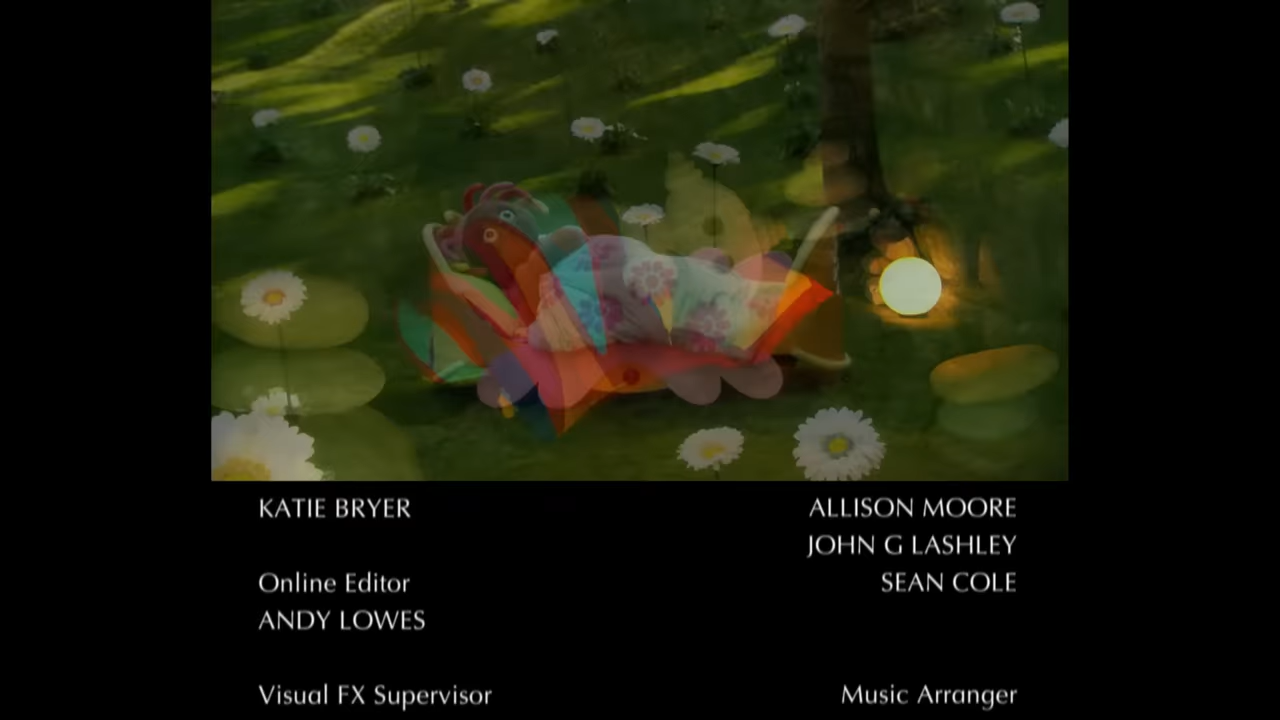 KATIE BRYER
Online Editor
ANDY LOWES
Visual FX Supervisor
ALLISON MOORE
JOHN G LASHLEY
SEAN COLE
Music Arranger